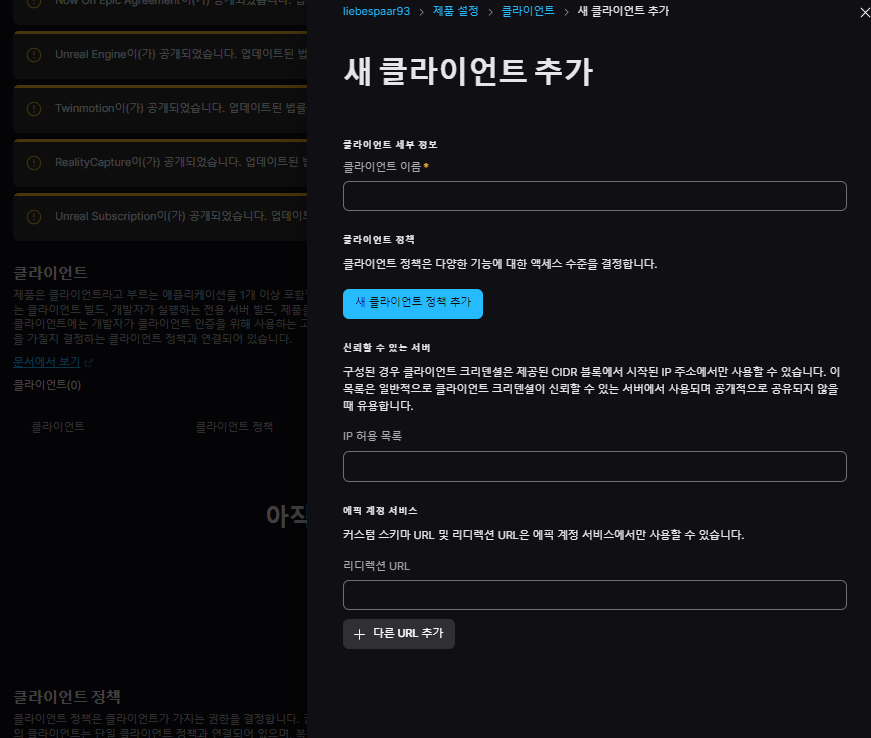 Now On Epic Agreement이(가) 공개되었습니다. 업데이트된 법
liebespaar93 > 제품 설정 > 클라이언트 > 새 클라이언트 추가
Unreal Engine이(가) 공개되었습니다. 업데이트된 법
Twinmotion이(가) 공개되었습니다. 업데이트된 법률
RealityCapture이(가) 공개되었습니다. 업데이트된 법
Unreal Subscription이(가) 공개되었습니다. 업데이트
클라이언트
제품은 클라이언트라고 부르는 애플리케이션을 1개 이상 포함
는 클라이언트 빌드, 개발자가 실행하는 전용 서버 빌드, 제품을
클라이언트에는 개발자가 클라이언트 인증을 위해 사용하는 고
을 가질지 결정하는 클라이언트 정책과 연결되어 있습니다.
문서에서 보기
클라이언트(0)
클라이언트 클라이언트 정책
아직
클라이언트 정책
클라이언트 정책은 클라이언트가 가지는 권한을 결정합니다.
의 클라이언트는 단일 클라이언트 정책과 연결되어 있으며, 복
새 클라이언트 추가
클라이언트 세부 정보
클라이언트 이름*
클라이언트 정책
클라이언트 정책은 다양한 기능에 대한 액세스 수준을 결정합니다.
새 클라이언트 정책 추가
신뢰할 수 있는 서버
구성된 경우 클라이언트 크리덴셜은 제공된 CIDR 블록에서 시작된 IP 주소에서만 사용할 수 있습니다. 이
목록은 일반적으로 클라이언트 크리덴셜이 신뢰할 수 있는 서버에서 사용되며 공개적으로 공유되지 않을
때 유용합니다.
IP 허용 목록
에픽 계정 서비스
커스텀 스키마 URL 및 리디렉션 URL은 에픽 계정 서비스에서만 사용할 수 있습니다.
리디렉션 URL
+ 다른 URL 추가